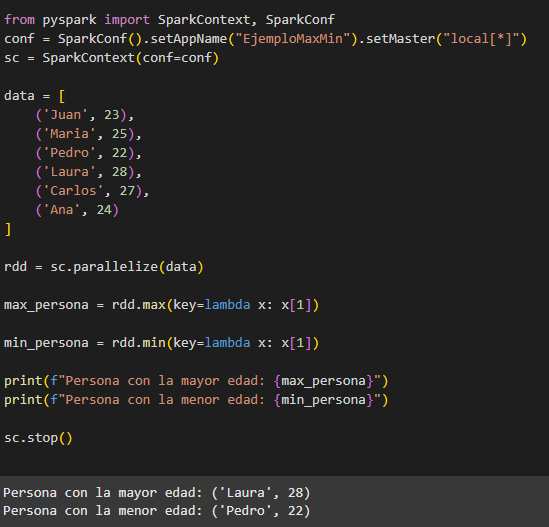 from pyspark import SparkContext, SparkConf
conf = SparkConf().setAppName("EjemploMaxMin").setMaster("local[*]")
sc = SparkContext(conf=conf)

data = [
    ('Juan', 23),
    ('Maria', 25),
    ('Pedro', 22),
    ('Laura', 28),
    ('Carlos', 27),
    ('Ana', 24)
]

rdd = sc.parallelize(data)

max_persona = rdd.max(key=lambda x: x[1])

min_persona = rdd.min(key=lambda x: x[1])

print(f"Persona con la mayor edad: {max_persona}")
print(f"Persona con la menor edad: {min_persona}")

sc.stop()

Persona con la mayor edad: ('Laura', 28)
Persona con la menor edad: ('Pedro', 22)